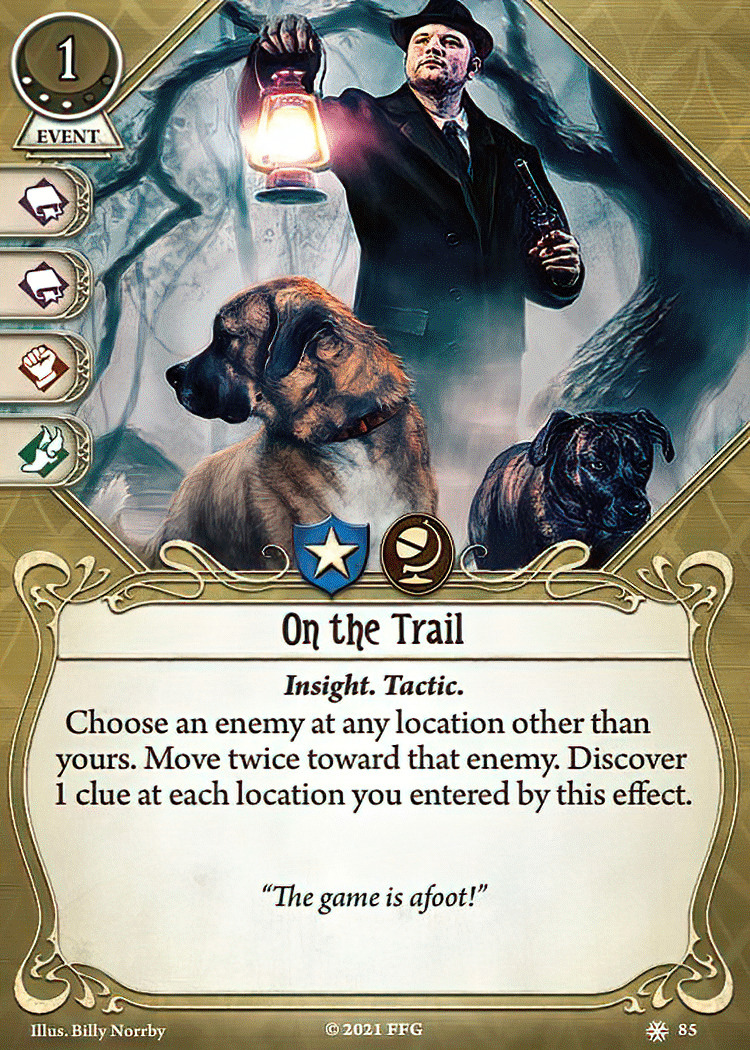 1
EVENT
On the Trail
Insight. Tactic.
Choose an enemy at any location other than
yours. Move twice toward that enemy. Discover
1 clue at each location you entered by this effect.
“The game is afoot!”
Illus. Billy Norrby
© 2021 FFG
85